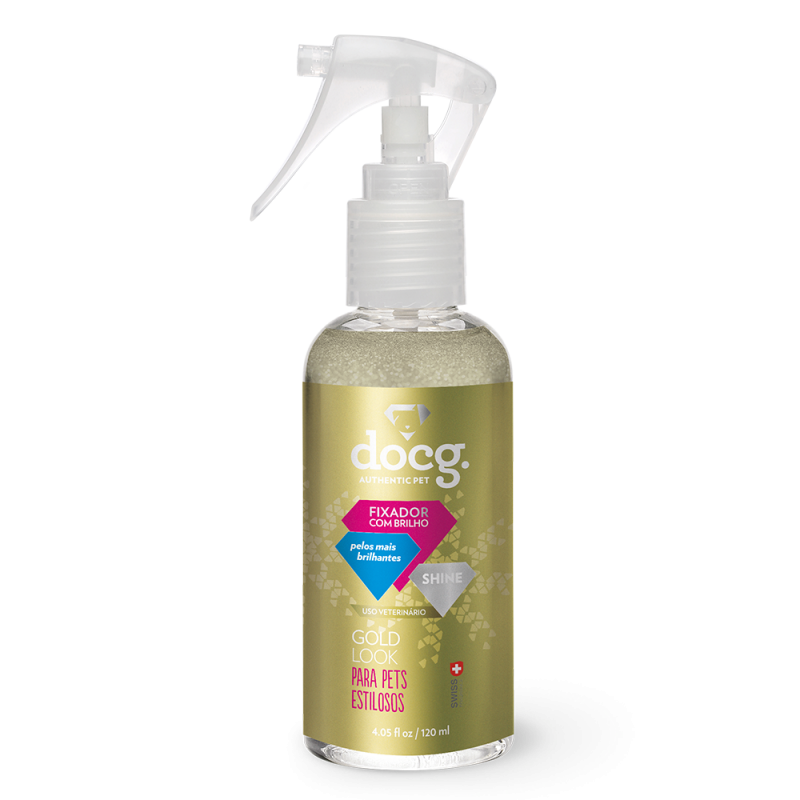 docg.
AUTHENTIC PET
FIXADOR
COM BRILHO
pelos mais
brilhantes
SHINE
USO VETERINÁRIO
GOLD
LOOK
PARA PETS
ESTILOSOS
SWISS
4.05 fl oz / 120 ml